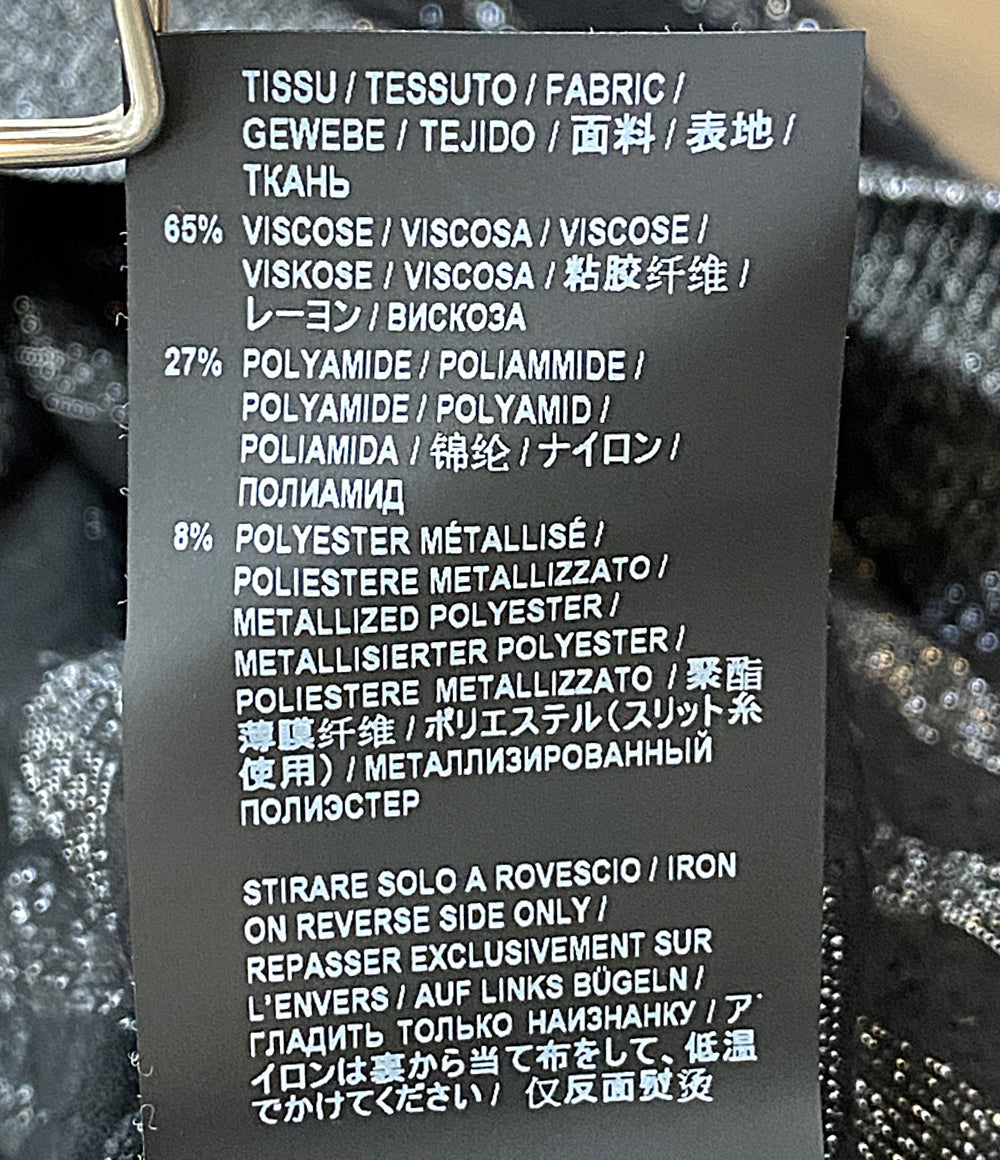 TISSU / TESSUTO / FABRIC /
GEWEBE / TEJIDO / 面料 / 表地 /
ТКАНЬ
65% VISCOSE / VISCOSA / VISCOSE /
VISKOSE / VISCOSA / 粘胶纤维 /
レーヨン / ВИСКОЗА
27% POLYAMIDE / POLIAMMIDE /
POLYAMIDE / POLYAMID /
POLIAMIDA / 锦纶 / ナイロン /
ПОЛИАМИД
8% POLYESTER MÉTALLISÉ /
POLIESTERE METALLIZZATO /
METALLIZED POLYESTER /
METALLISIERTER POLYESTER /
POLIESTERE METALLIZZATO / 聚酯
薄膜纤维 / ポリエステル（スリット糸
使用）/ МЕТАЛЛИЗИРОВАННЫЙ
ПОЛИЭСТЕР
STIRARE SOLO A ROVESCIO / IRON
ON REVERSE SIDE ONLY /
REPASSER EXCLUSIVEMENT SUR
L'ENVERS / AUF LINKS BÜGELN /
ГЛАДИТЬ ТОЛЬКО НАИЗНАНКУ / ア
イロンは裏から当て布をして、低温
でかけてください / 仅反面熨烫